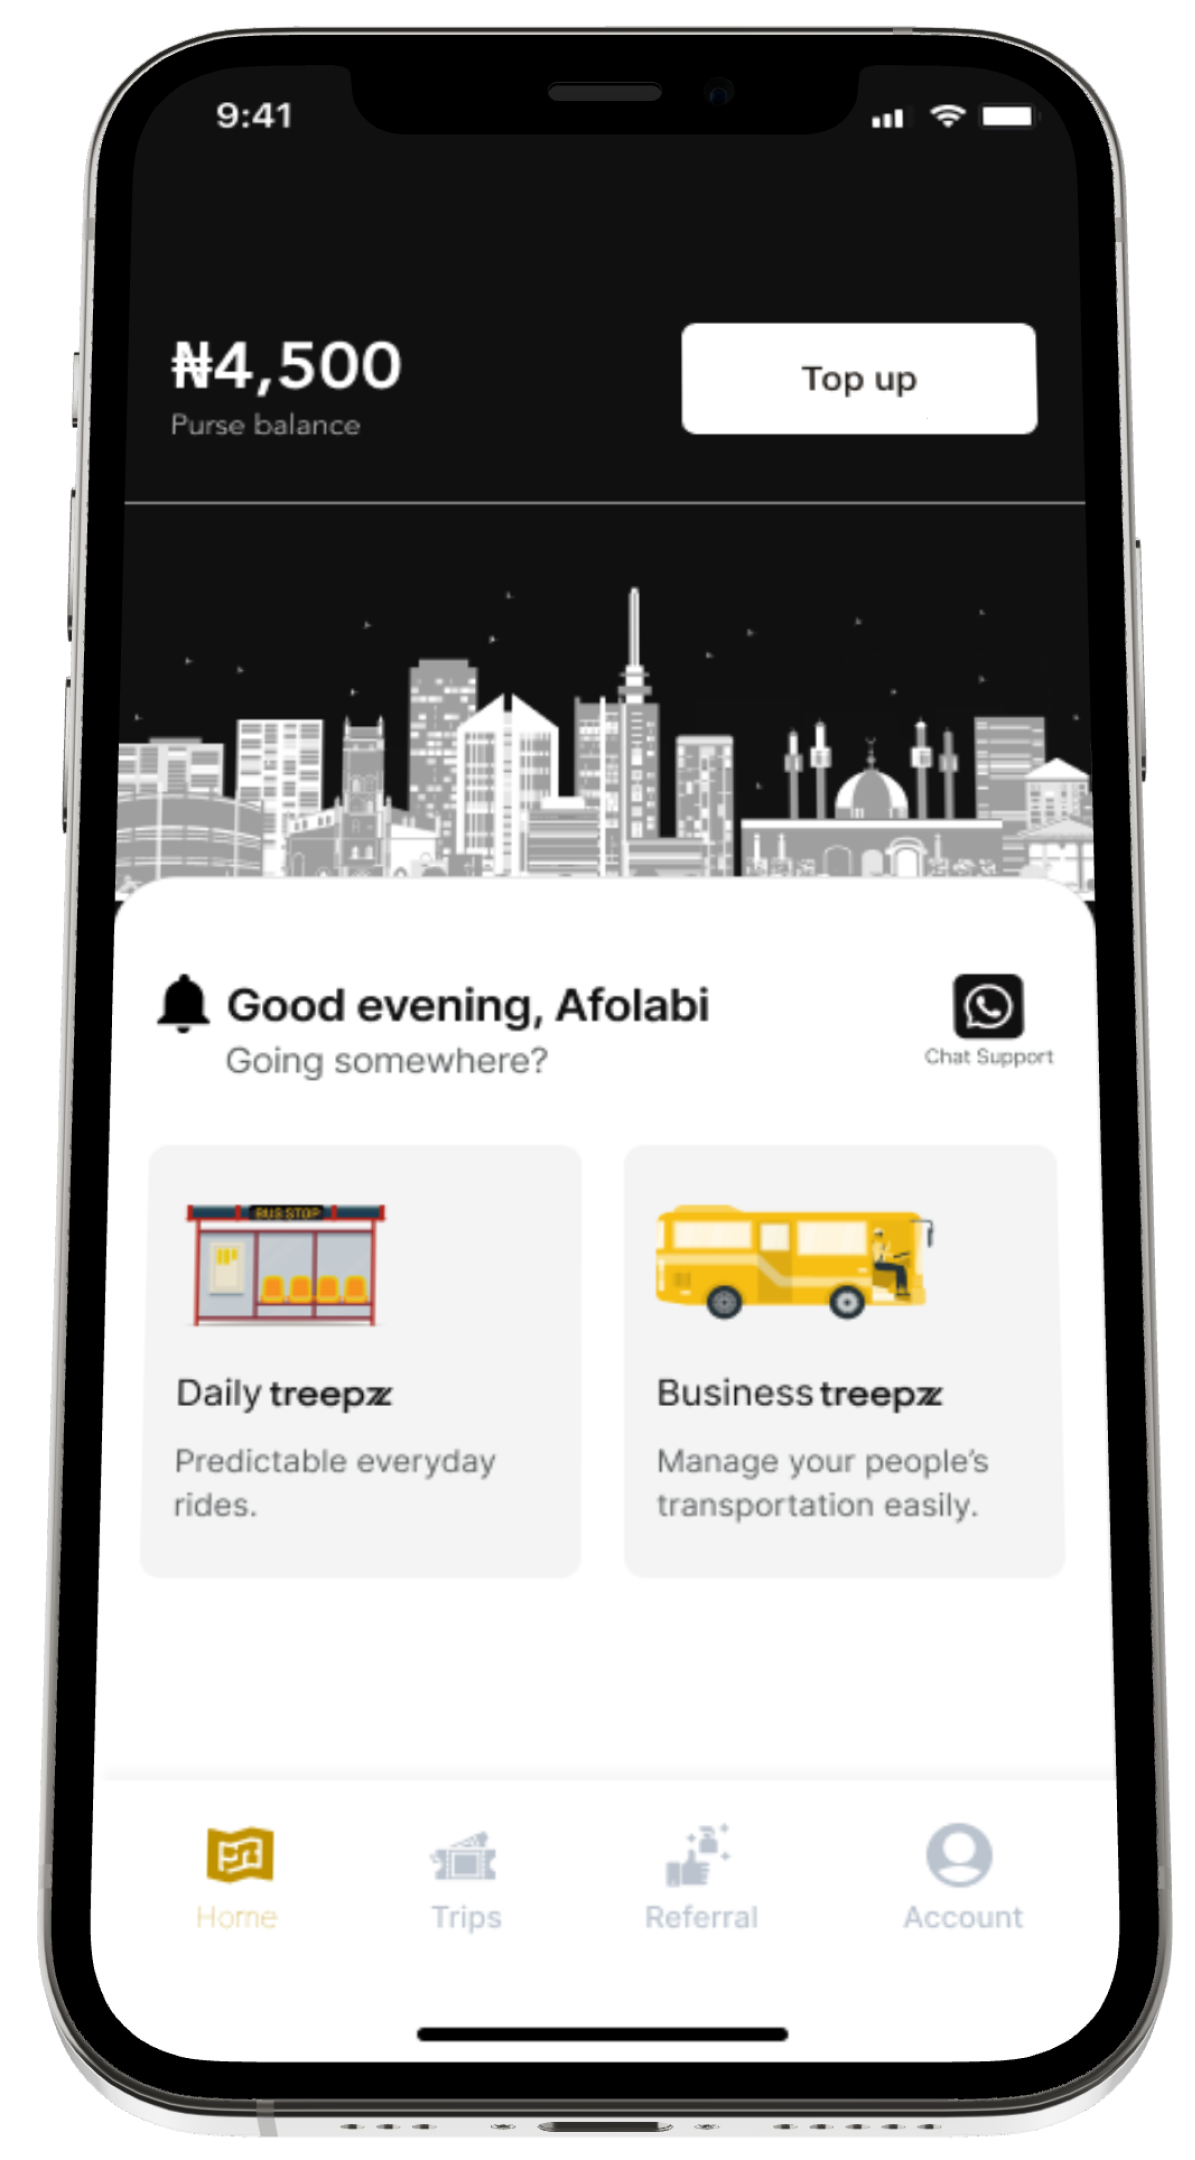 9:41
₦4,500
Top up
Purse balance
Good evening, Afolabi
Going somewhere?
Chat Support
BUS STOP
Daily treepz
Predictable everyday
rides.
Business treepz
Manage your people’s
transportation easily.
Home
Trips
Referral
Account